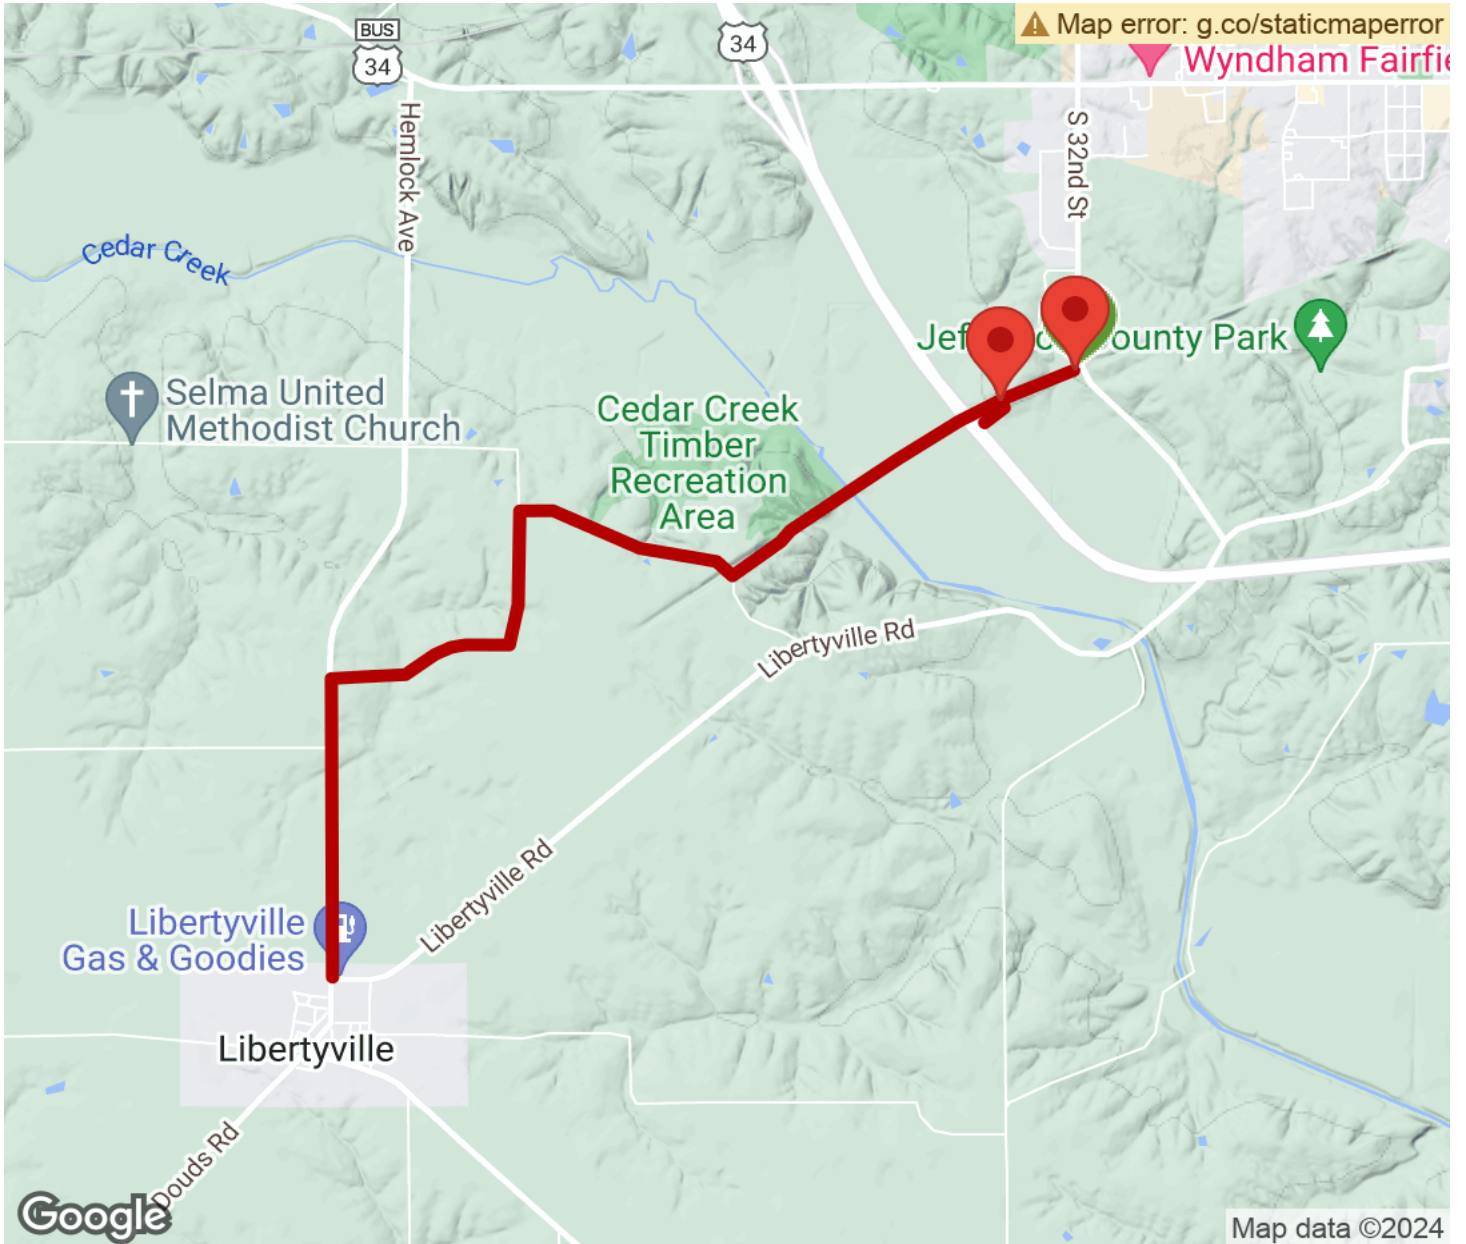 Map error: g.co/staticmaperror
BUS
34
34
Wyndham Fairfie
Hemlock Ave
S 32nd St
Cedar Creek
Jef
ounty Park
Selma United
Methodist Church
Cedar Creek
Timber
Recreation
Area
Libertyville Rd
Libertyville Rd
Libertyville
Gas & Goodies
Libertyville
Douds Rd
Google
Map data ©2024